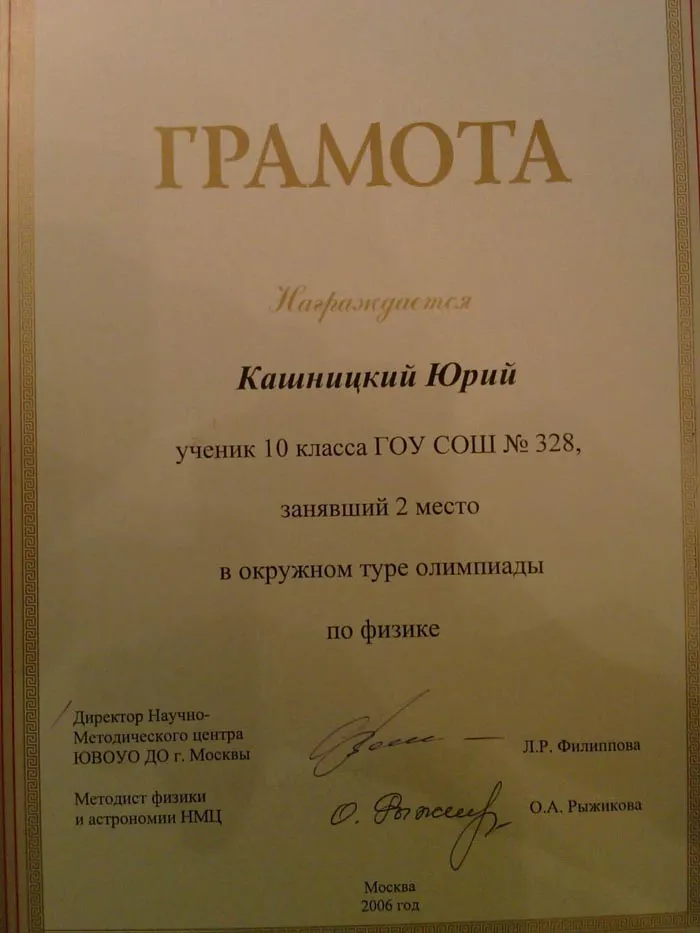 ГРАМОТА
Награждается
Кашницкий Юрий
ученик 10 класса ГОУ СОШ № 328,
занявший 2 место
в окружном туре олимпиады
по физике
Директор Научно-
Методического центра
ЮВОУО ДО г. Москвы
Л.Р. Филиппова
Методист физики
и астрономии НМЦ
О.А. Рыжикова
Москва
2006 год